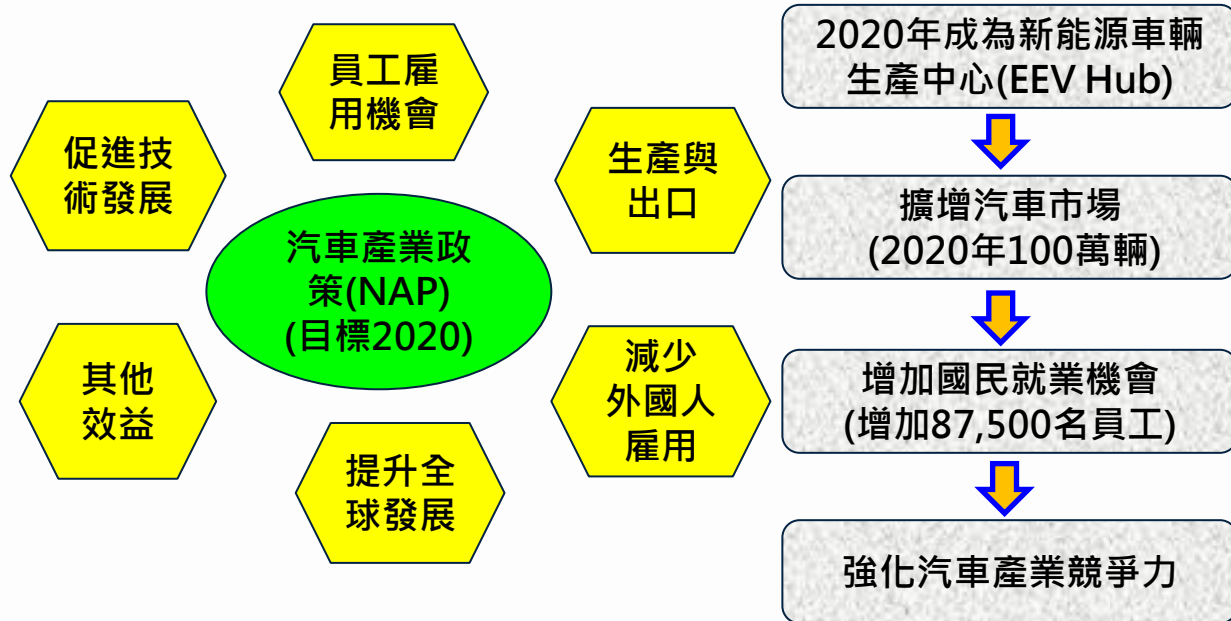 員工雇
用機會
促進技
術發展
生產與
出口
汽車產業政
策(NAP)
(目標2020)
其他
效益
減少
外國人
雇用
提升全
球發展
2020年成為新能源車輛
生產中心(EEV Hub)
擴增汽車市場
(2020年100萬輛)
增加國民就業機會
(增加87,500名員工)
強化汽車產業競爭力